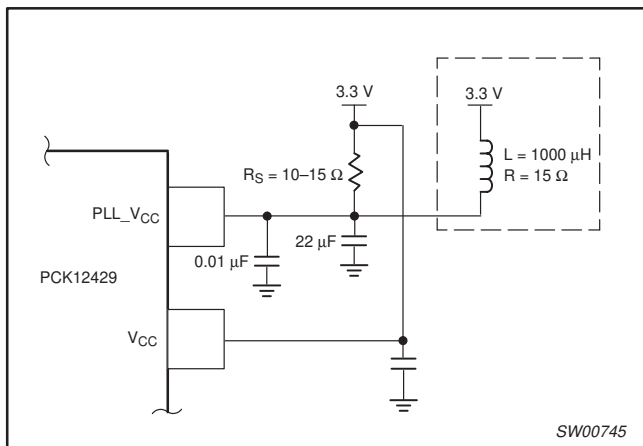 3.3 V
3.3 V
R_S = 10–15 Ω
L = 1000 μH
R = 15 Ω
PLL_V_CC
22 μF
0.01 μF
PCK12429
V_CC
SW00745